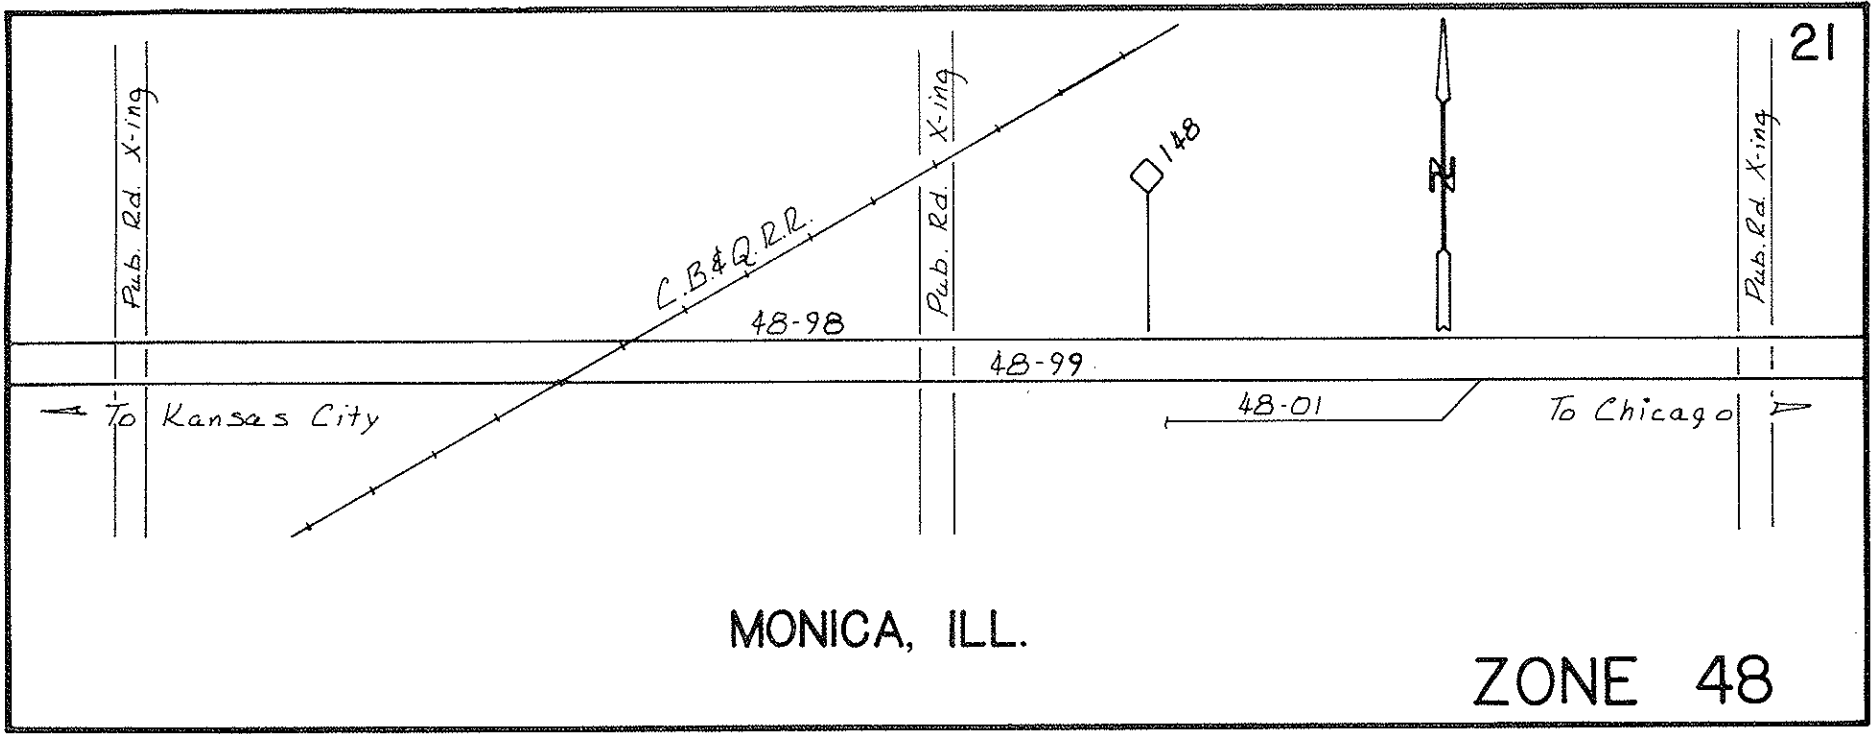 21
Pub. Rd. X-ing
Pub. Rd. X-ing
Pub. Rd. X-ing
148
N
C.B.&Q.R.R.
48-98
48-99
48-01
To Kansas City
To Chicago
MONICA, ILL.
ZONE 48